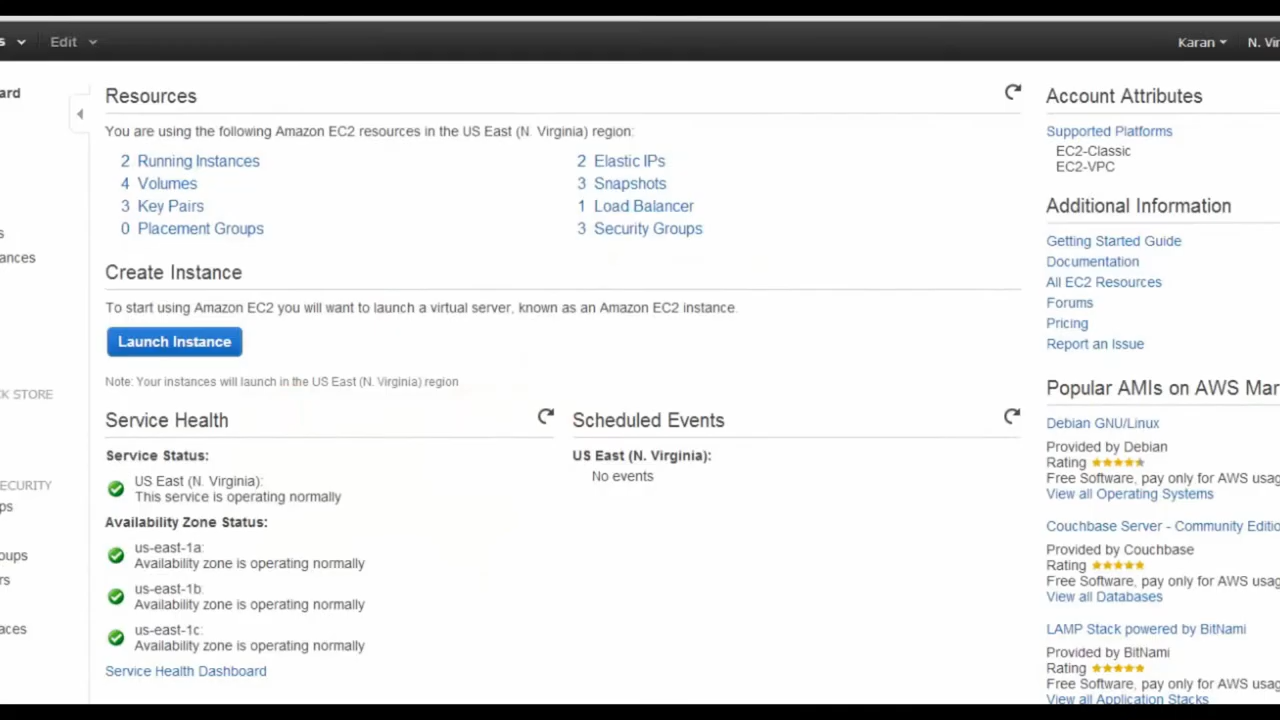 s Edit Karan N. Vir
ard
s
ances
CK STORE
ECURITY
ps
oups
rs
aces
Resources
You are using the following Amazon EC2 resources in the US East (N. Virginia) region:
2 Running Instances 2 Elastic IPs
4 Volumes 3 Snapshots
3 Key Pairs 1 Load Balancer
0 Placement Groups 3 Security Groups
Create Instance
To start using Amazon EC2 you will want to launch a virtual server, known as an Amazon EC2 instance.
Launch Instance
Note: Your instances will launch in the US East (N. Virginia) region
Service Health
Service Status:
US East (N. Virginia):
This service is operating normally
Availability Zone Status:
us-east-1a:
Availability zone is operating normally
us-east-1b:
Availability zone is operating normally
us-east-1c:
Availability zone is operating normally
Service Health Dashboard
Scheduled Events
US East (N. Virginia):
No events
Account Attributes
Supported Platforms
EC2-Classic
EC2-VPC
Additional Information
Getting Started Guide
Documentation
All EC2 Resources
Forums
Pricing
Report an Issue
Popular AMIs on AWS Mar
Debian GNU/Linux
Provided by Debian
Rating
Free Software, pay only for AWS usag
View all Operating Systems
Couchbase Server - Community Editio
Provided by Couchbase
Rating
Free Software, pay only for AWS usag
View all Databases
LAMP Stack powered by BitNami
Provided by BitNami
Rating
Free Software, pay only for AWS usag
View all Application Stacks